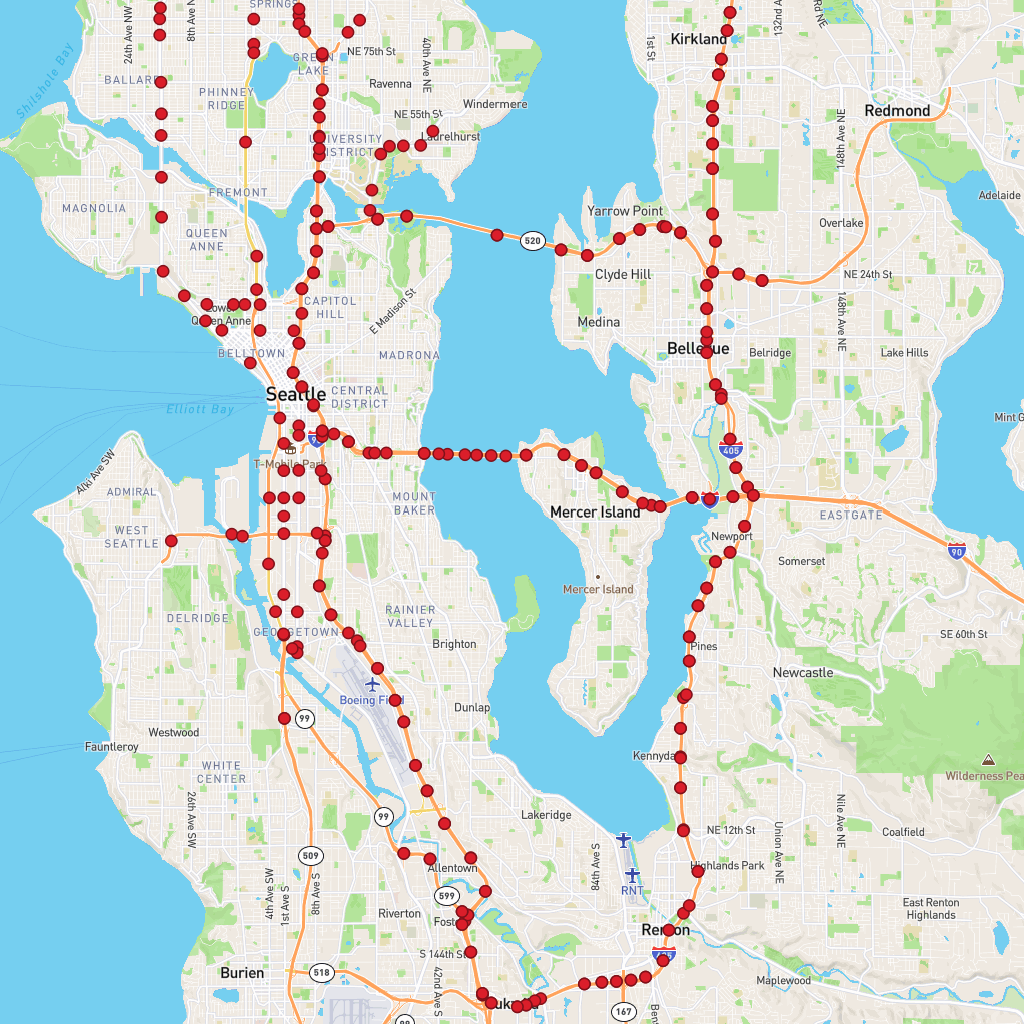 SPRINGS
24th Ave NW
8th Ave N
132nd A
RD NE
Kirkland
1st St
Shilshole Bay
NE 75th St
40th Ave NE
GREEN
LAKE
BALLARD
PHINNEY
RIDGE
Ravenna
Windermere
NE 55th St
Redmond
148th Ave NE
UNIVERSITY
DISTRICT
Laurelhurst
FREMONT
Adelaide
MAGNOLIA
Yarrow Point
Overlake
QUEEN
ANNE
520
Clyde Hill
NE 24th St
CAPITOL
HILL
E Madison St
Lower
Queen Anne
Medina
148th Ave NE
BELLTOWN
MADRONA
Bellevue
Belridge
Lake Hills
Seattle
CENTRAL
DISTRICT
Elliott Bay
Mint G
90
405
T-Mobile Park
Alki Ave SW
ADMIRAL
MOUNT
BAKER
Mercer Island
EASTGATE
WEST
SEATTLE
Newport
90
Somerset
Mercer Island
DELRIDGE
RAINIER
VALLEY
GEORGETOWN
Brighton
SE 60th St
Pines
Newcastle
Boeing Field
Dunlap
99
Westwood
Fauntleroy
Kennydale
WHITE
CENTER
Wilderness Pea
26th Ave SW
99
Lakeridge
NE 12th St
Union Ave NE
Nile Ave NE
Coalfield
509
84th Ave S
Allentown
Highlands Park
4th Ave SW
1st Ave S
8th Ave S
RNT
599
Riverton
Foster
East Renton
Highlands
Renton
S 144th St
405
Burien
518
42nd Ave S
Maplewood
Tukwila
167
Ben
99